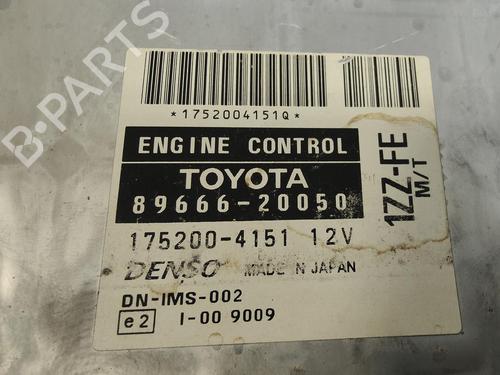 B-PARTS
*1752004151Q*
ENGINE CONTROL
TOYOTA
89666-20050
175200-4151 12V
DENSO MADE IN JAPAN
DN-IMS-002
e2 I-00 9009
1ZZ-FE
M/T